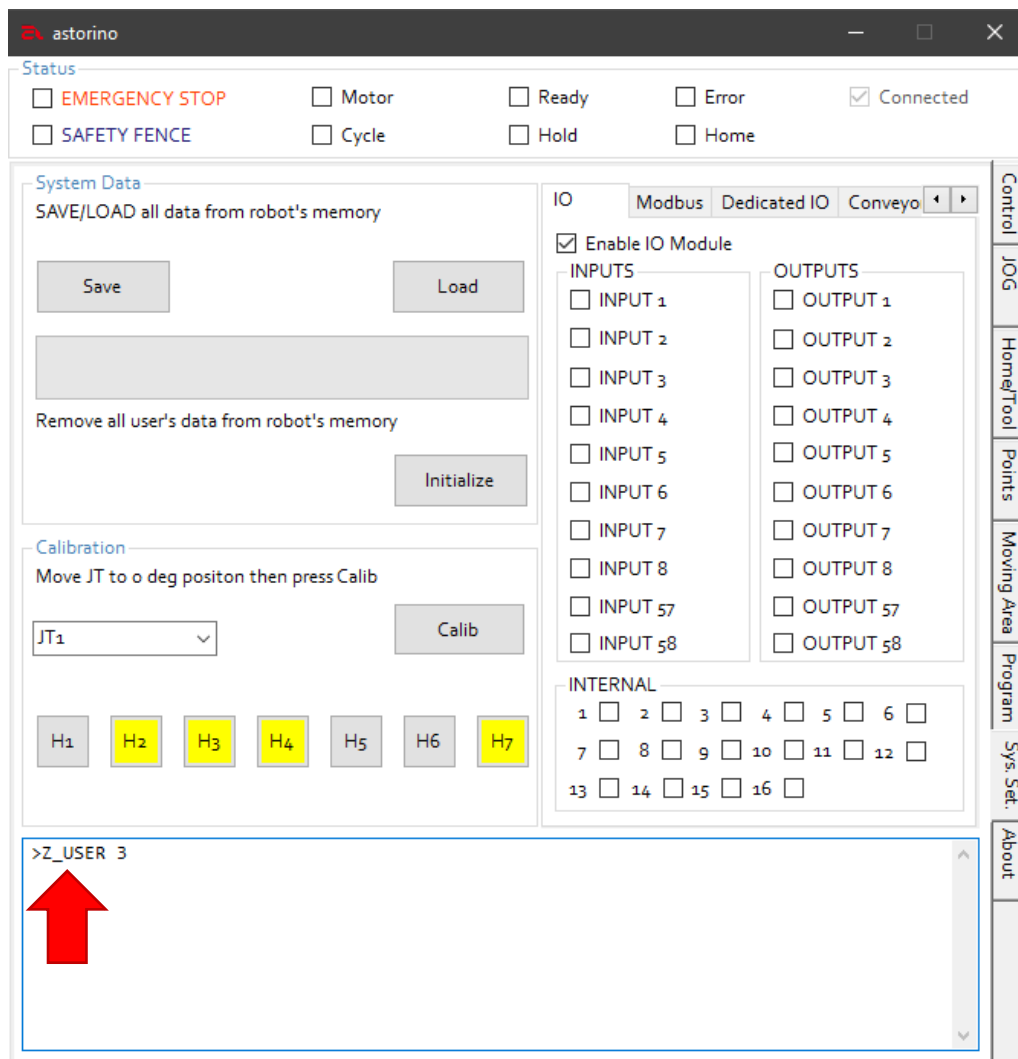 astorino
Status
EMERGENCY STOP
Motor
Ready
Error
Connected
SAFETY FENCE
Cycle
Hold
Home
System Data
SAVE/LOAD all data from robot's memory
Save
Load
Remove all user's data from robot's memory
Initialize
Calibration
Move JT to 0 deg positon then press Calib
JT1
Calib
H1
H2
H3
H4
H5
H6
H7
IO
Modbus
Dedicated IO
Conveyo
Enable IO Module
INPUTS
INPUT 1
INPUT 2
INPUT 3
INPUT 4
INPUT 5
INPUT 6
INPUT 7
INPUT 8
INPUT 57
INPUT 58
OUTPUTS
OUTPUT 1
OUTPUT 2
OUTPUT 3
OUTPUT 4
OUTPUT 5
OUTPUT 6
OUTPUT 7
OUTPUT 8
OUTPUT 57
OUTPUT 58
INTERNAL
1 2 3 4 5 6
7 8 9 10 11 12
13 14 15 16
Control
JOG
Home/Tool
Points
Moving Area
Program
Sys. Set.
About
>Z_USER 3